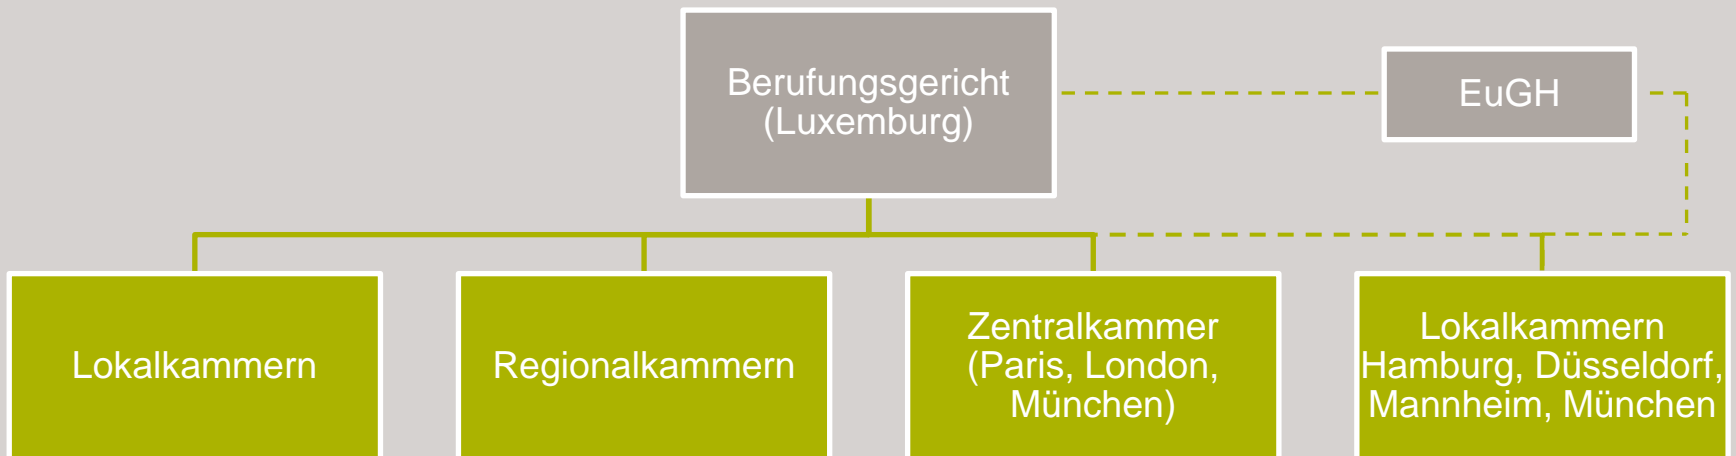 Berufungsgericht
(Luxemburg)
EuGH
Lokalkammern
Regionalkammern
Zentralkammer
(Paris, London,
München)
Lokalkammern
Hamburg, Düsseldorf,
Mannheim, München